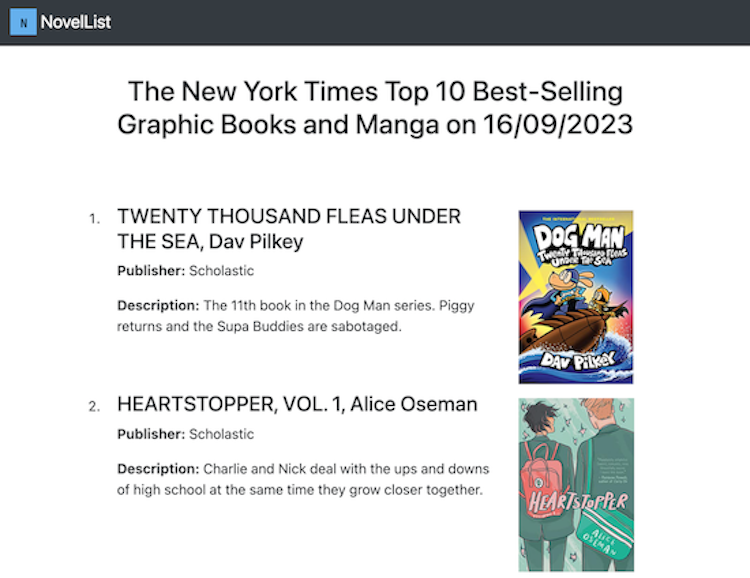 N NovelList
The New York Times Top 10 Best-Selling
Graphic Books and Manga on 16/09/2023
1. TWENTY THOUSAND FLEAS UNDER
THE SEA, Dav Pilkey
Publisher: Scholastic
Description: The 11th book in the Dog Man series. Piggy
returns and the Supa Buddies are sabotaged.
THE INTERNATIONAL BESTSELLER
DOG MAN
TWENTY THOUSAND FLEAS
UNDER THE SEA
DAV PILKEY
2. HEARTSTOPPER, VOL. 1, Alice Oseman
Publisher: Scholastic
Description: Charlie and Nick deal with the ups and downs
of high school at the same time they grow closer together.
HEARTSTOPPER
ALICE
OSEMAN